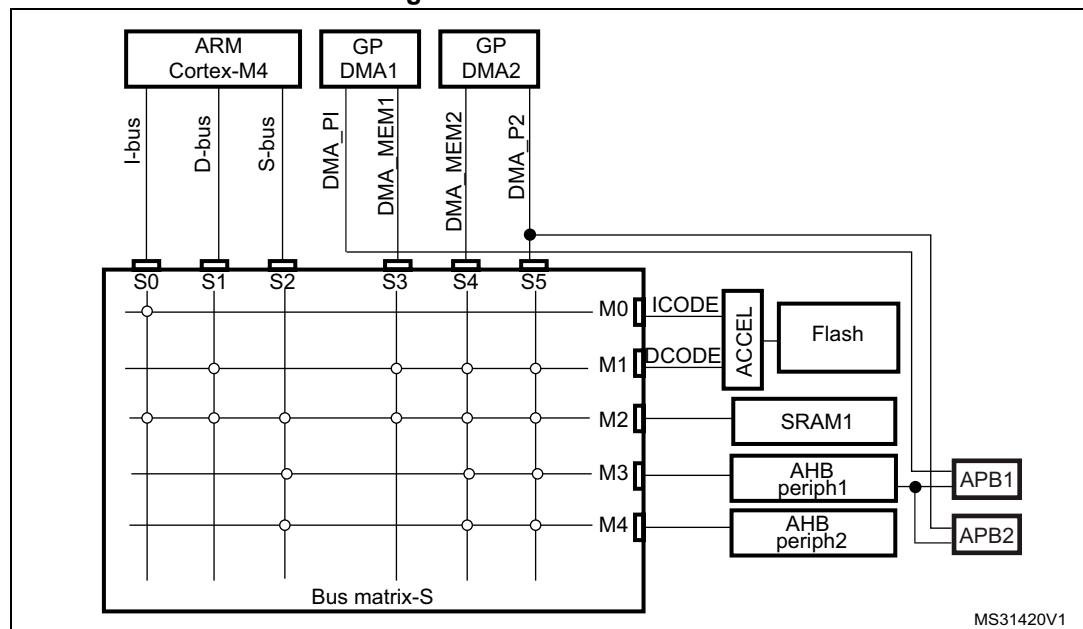 ARM
Cortex-M4
GP
DMA1
GP
DMA2
I-bus
D-bus
S-bus
DMA_PI
DMA_MEM1
DMA_MEM2
DMA_P2
S0 S1 S2 S3 S4 S5
M0 ICODE
M1 DCODE
ACCEL
Flash
M2
SRAM1
M3
AHB
periph1
M4
AHB
periph2
APB1
APB2
Bus matrix-S
MS31420V1